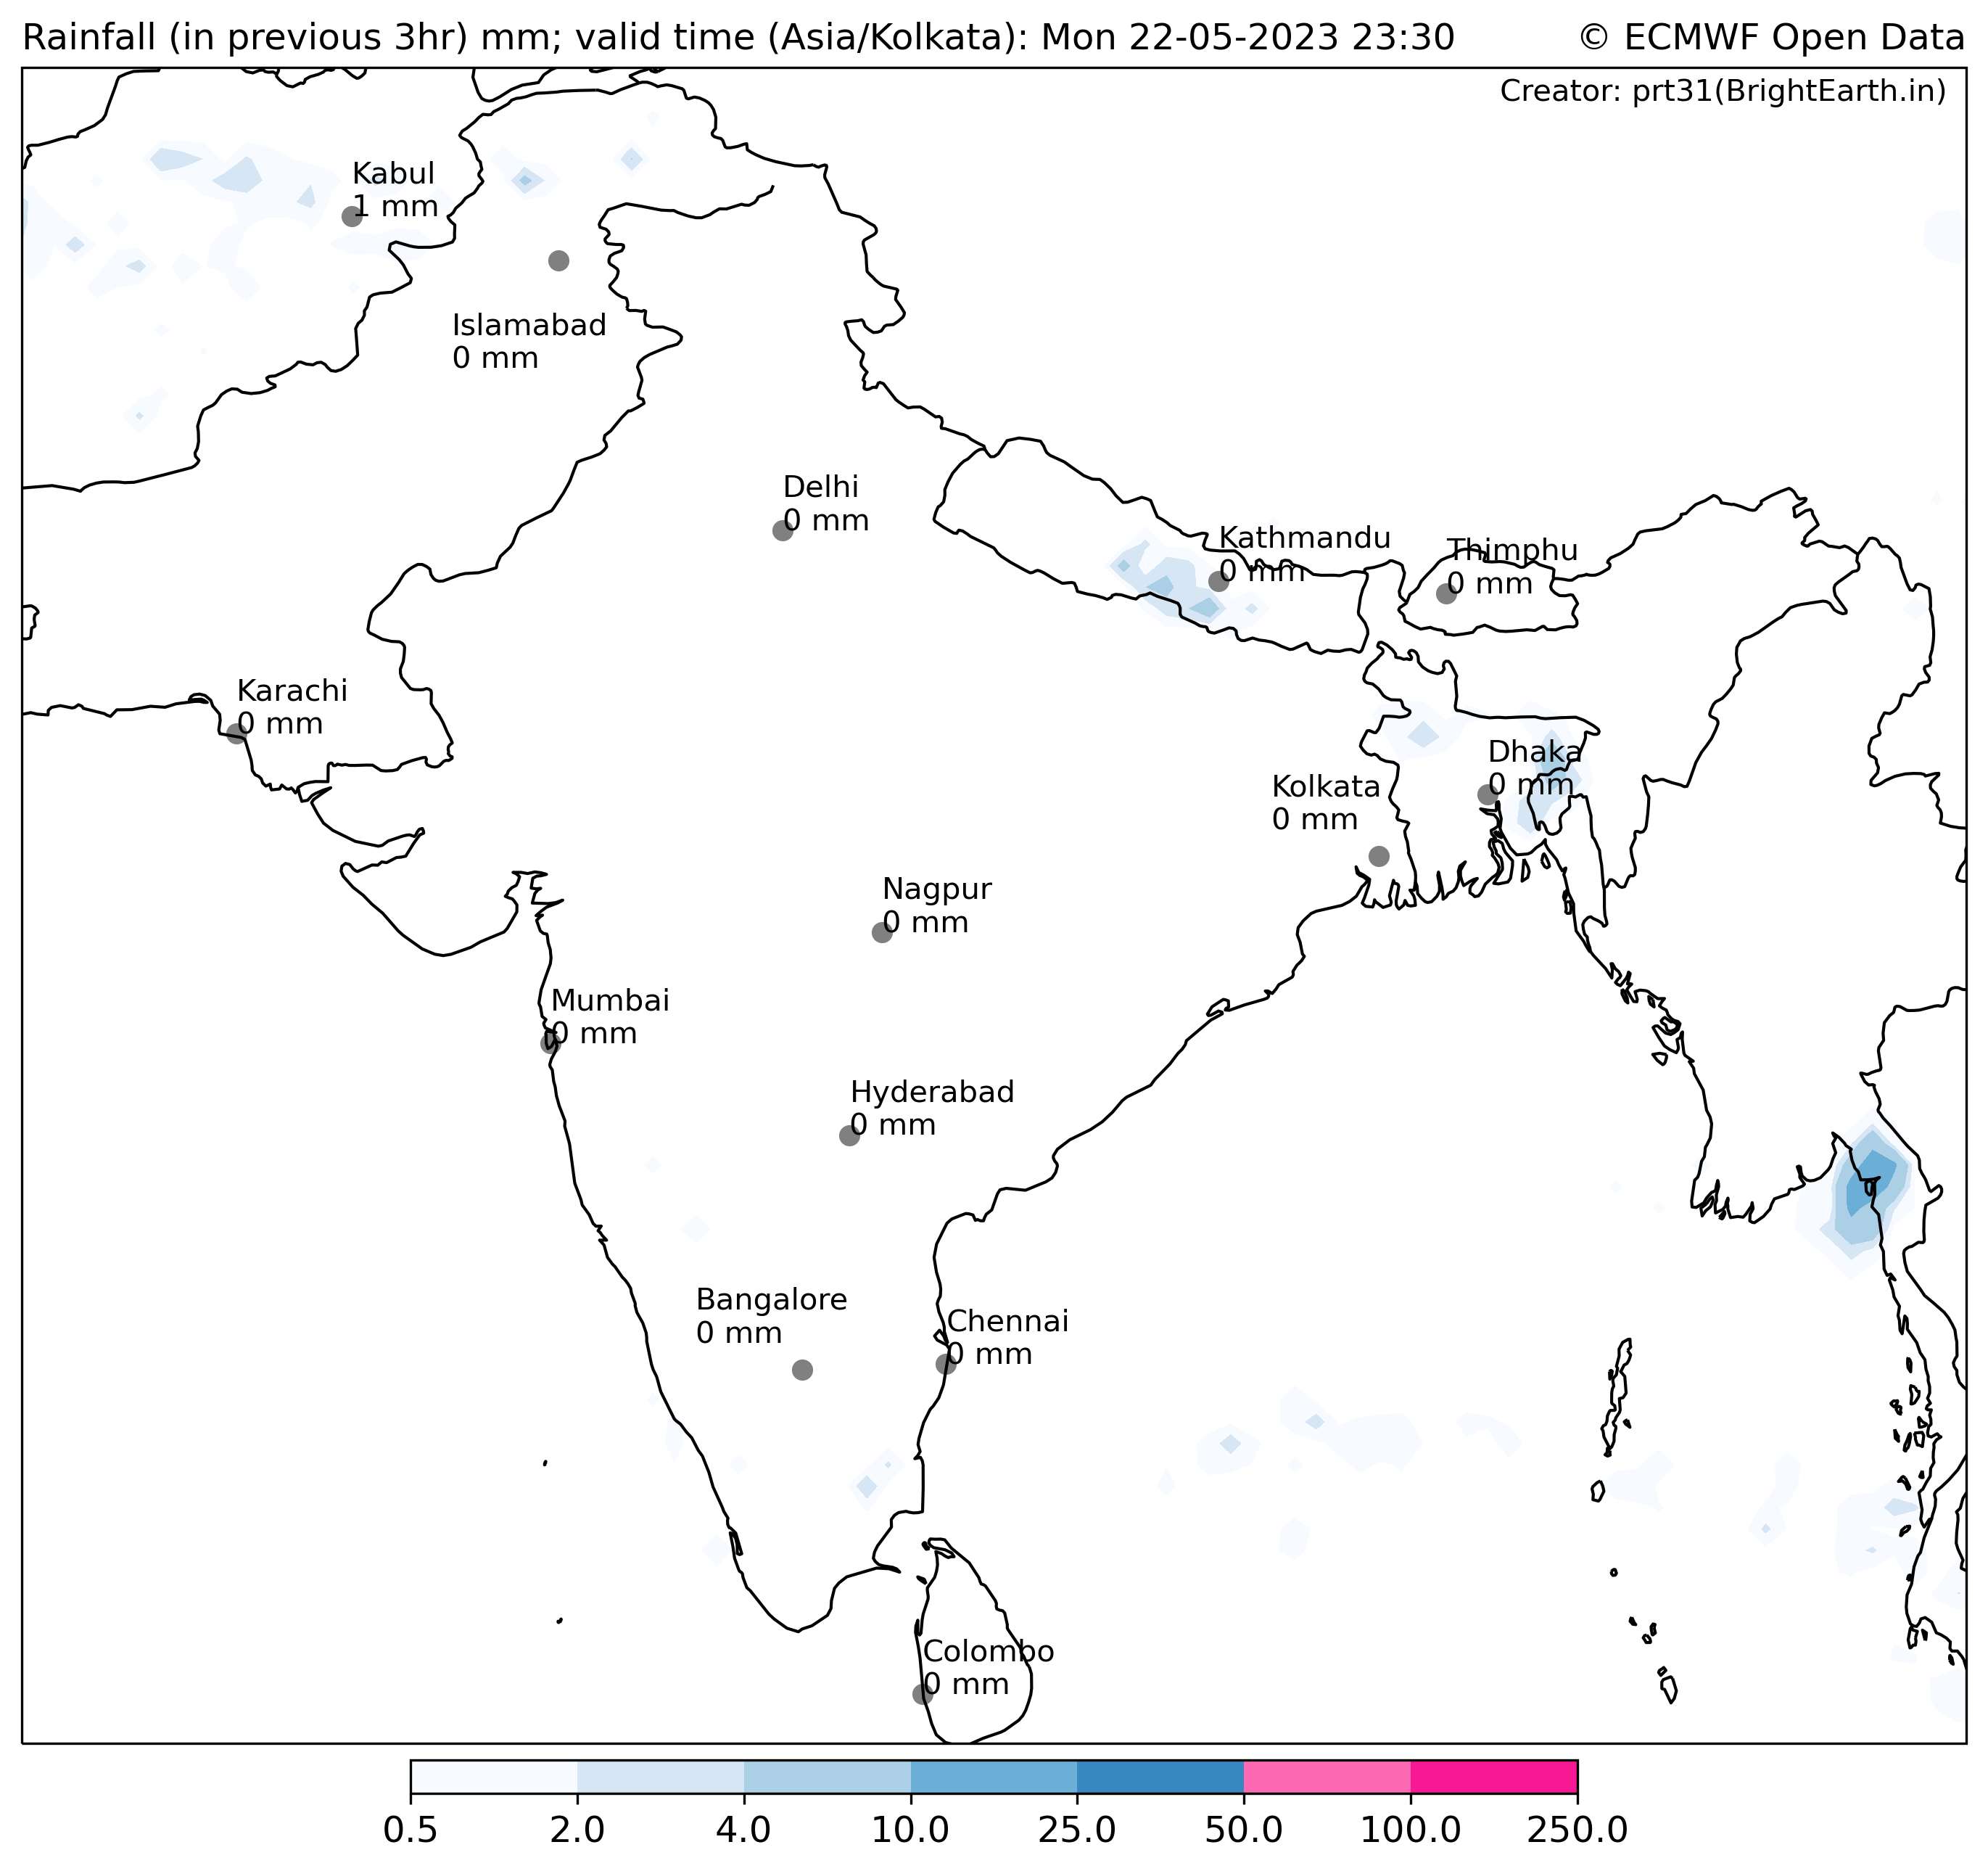 Rainfall (in previous 3hr) mm; valid time (Asia/Kolkata): Mon 22-05-2023 23:30
© ECMWF Open Data
Creator: prt31(BrightEarth.in)
Kabul
1 mm
Islamabad
0 mm
Delhi
0 mm
Kathmandu
0 mm
Thimphu
0 mm
Karachi
0 mm
Dhaka
0 mm
Kolkata
0 mm
Nagpur
0 mm
Mumbai
0 mm
Hyderabad
0 mm
Bangalore
0 mm
Chennai
0 mm
Colombo
0 mm
0.5 2.0 4.0 10.0 25.0 50.0 100.0 250.0